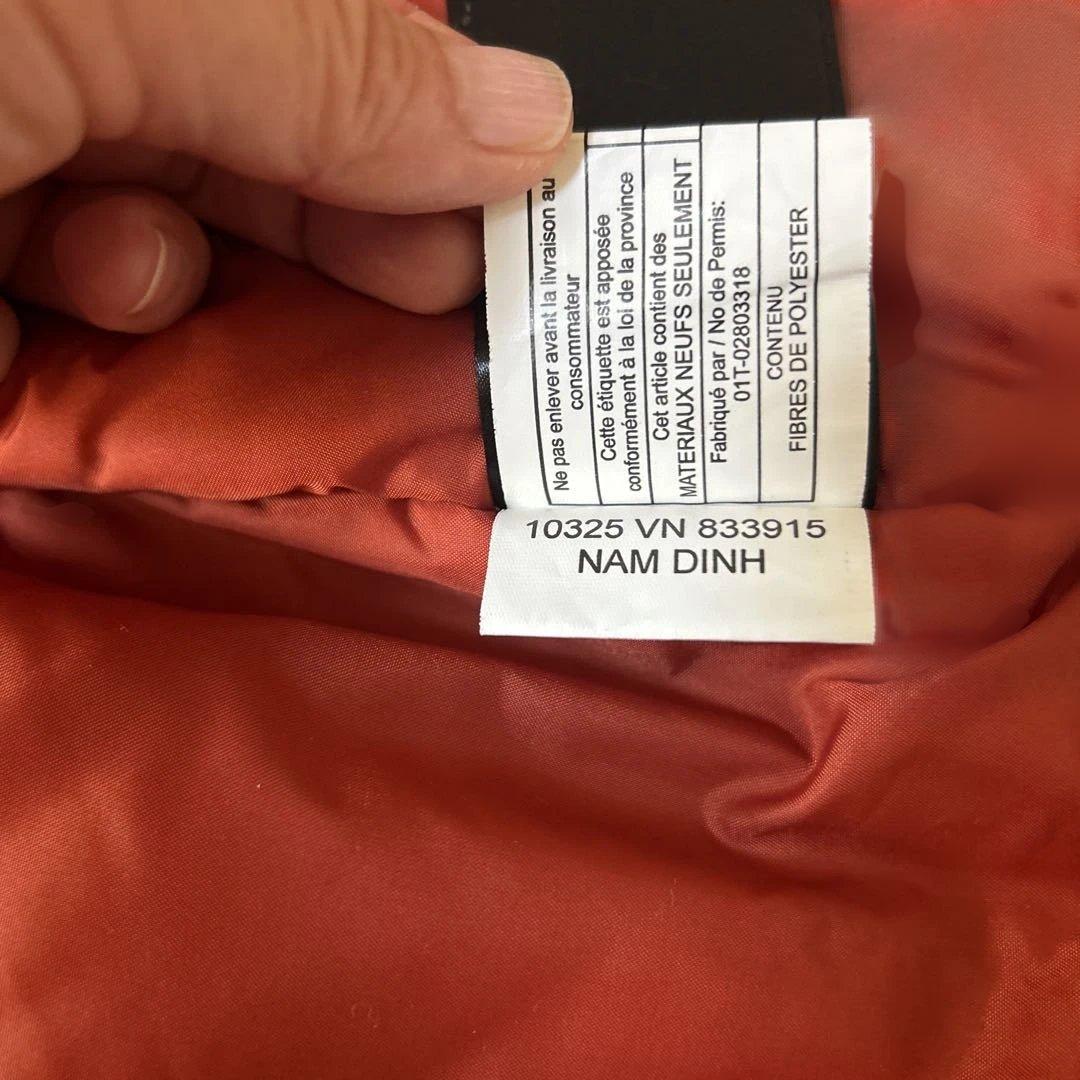 Ne pas enlever avant la livraison au
consommateur
Cette étiquette est apposée
conformément à la loi de la province
Cet article contient des
MATERIAUX NEUFS SEULEMENT
Fabriqué par / No de Permis:
01T-02803318
CONTENU
FIBRES DE POLYESTER
10325 VN 833915
NAM DINH